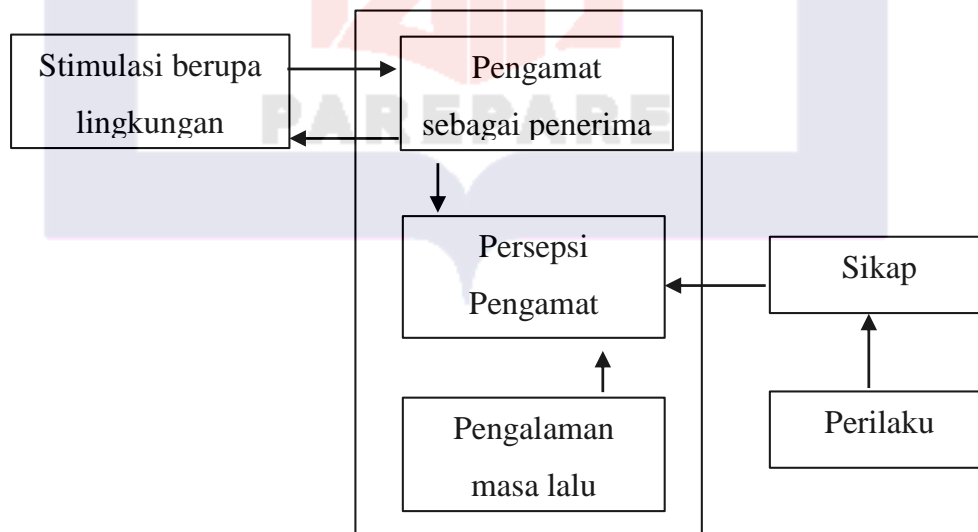 Stimulasi berupa
lingkungan
Pengamat
sebagai penerima
PAREPARE
Persepsi
Pengamat
Sikap
Pengalaman
masa lalu
Perilaku